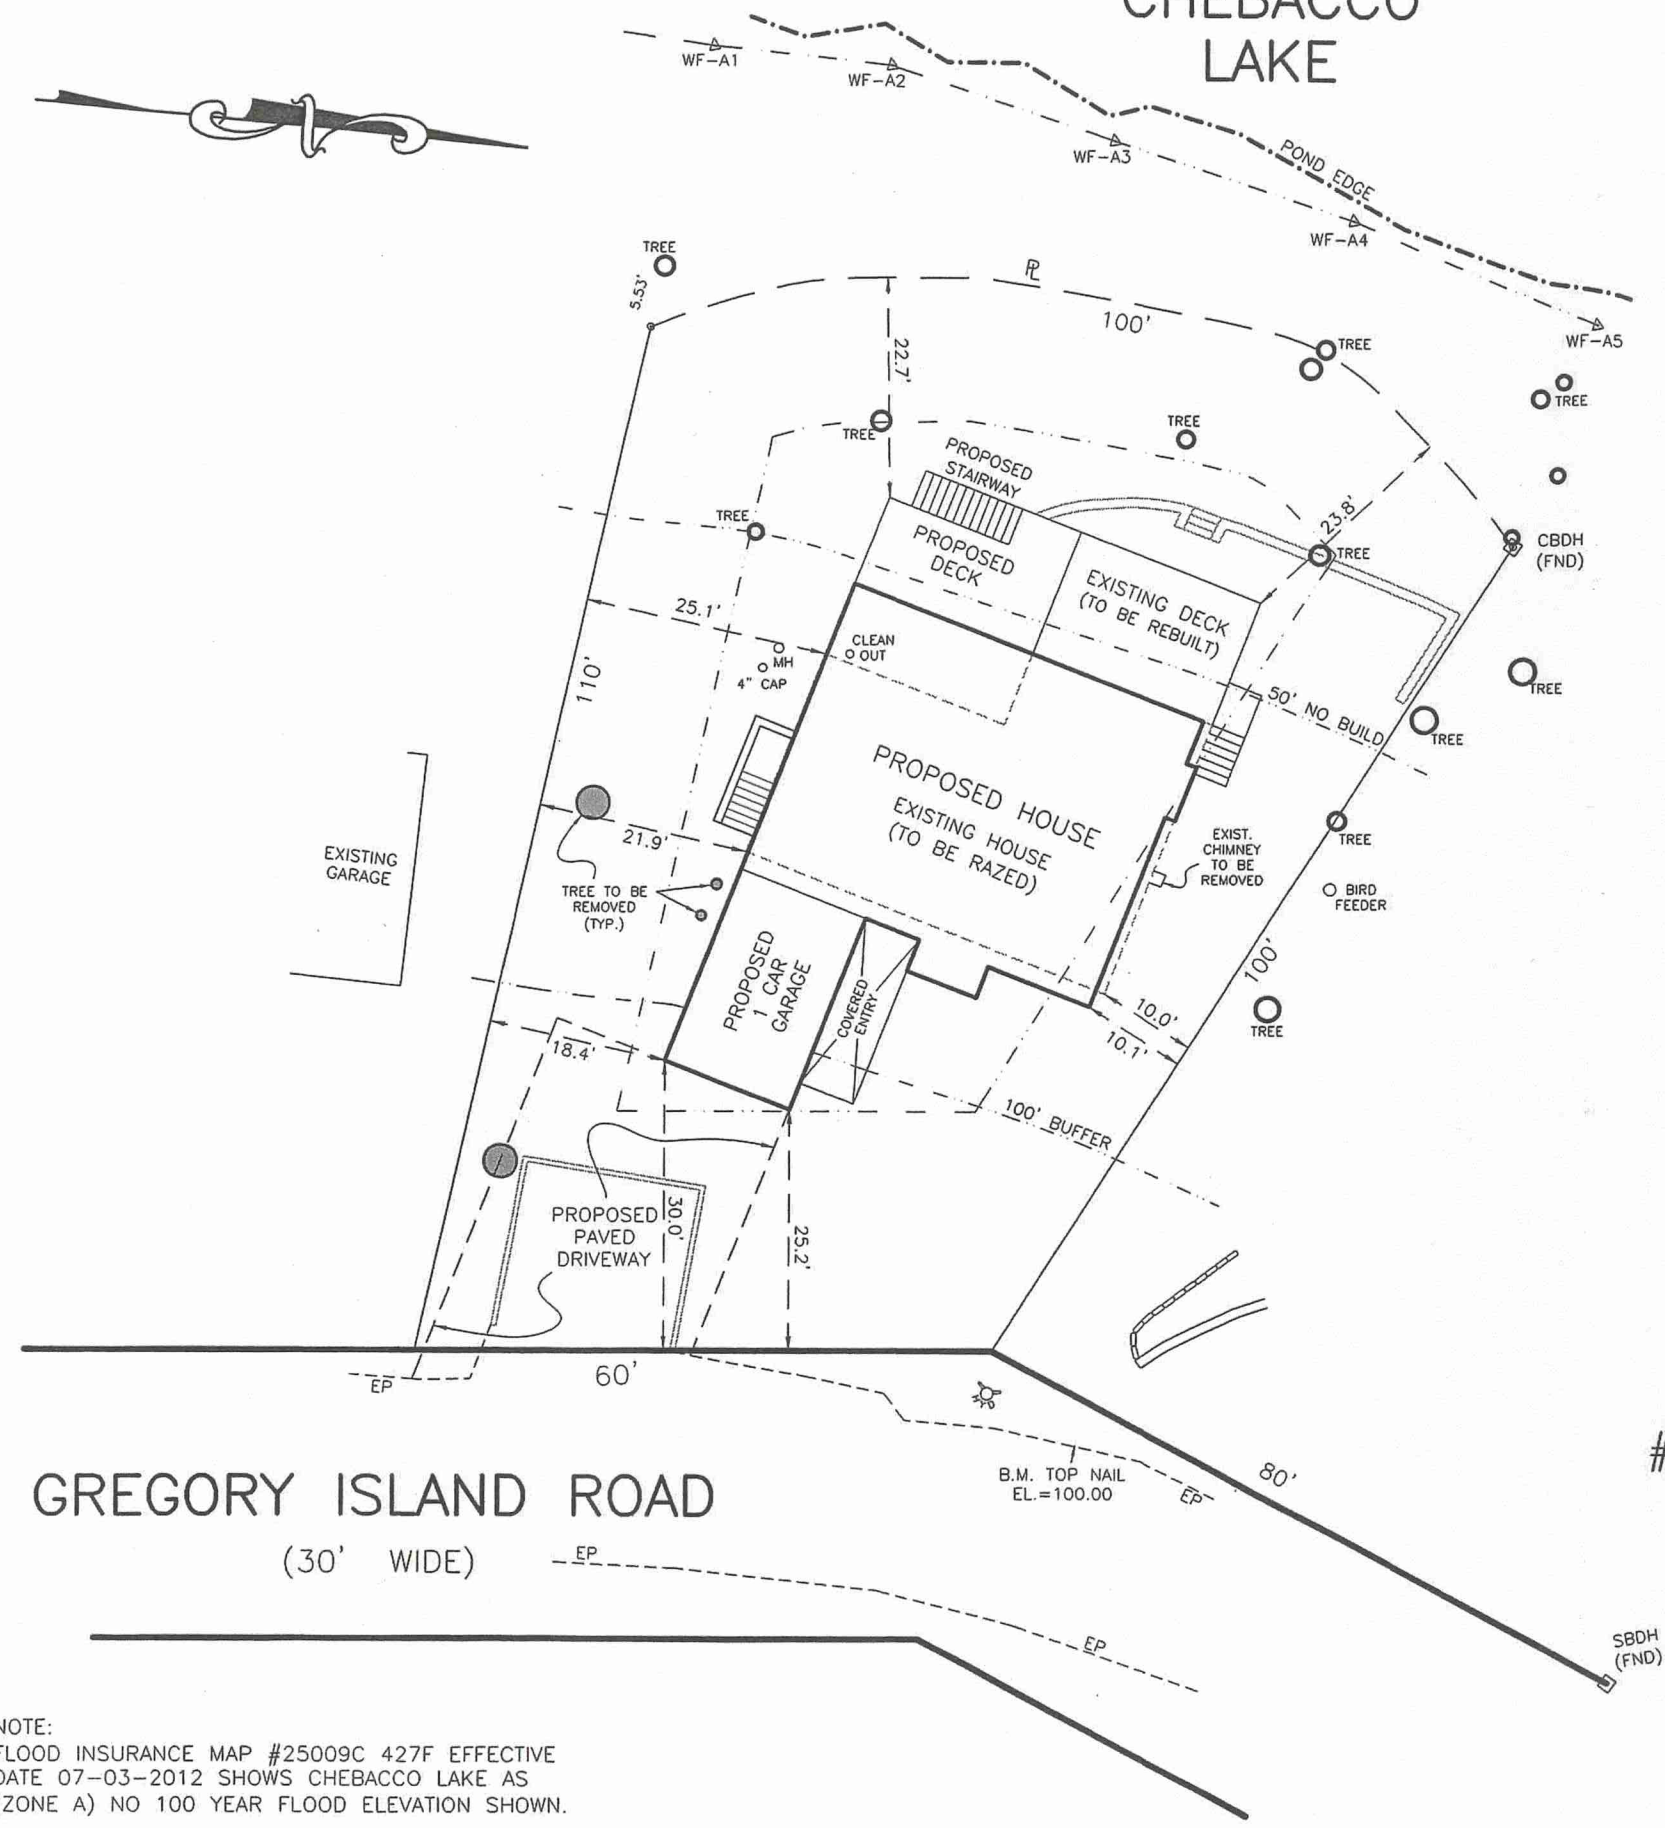 CHEBACCO
LAKE
WF-A1
WF-A2
WF-A3
POND EDGE
WF-A4
WF-A5
TREE
5.53'
℄
100'
22.7'
TREE
TREE
TREE
TREE
TREE
PROPOSED
STAIRWAY
23.8'
TREE
CBDH
(FND)
PROPOSED
DECK
EXISTING DECK
(TO BE REBUILT)
25.1'
MH
4" CAP
CLEAN
OUT
110'
50' NO BUILD
TREE
TREE
PROPOSED HOUSE
EXISTING HOUSE
(TO BE RAZED)
21.9'
EXISTING
GARAGE
TREE TO BE
REMOVED
(TYP.)
EXIST.
CHIMNEY
TO BE
REMOVED
TREE
BIRD
FEEDER
100'
PROPOSED
1 CAR
GARAGE
COVERED
ENTRY
10.0'
10.1'
TREE
18.4'
100' BUFFER
PROPOSED
PAVED
DRIVEWAY
30.0'
25.2'
60'
EP
B.M. TOP NAIL
EL.=100.00
EP
80'
#
GREGORY ISLAND ROAD
(30' WIDE)
EP
EP
SBDH
(FND)
NOTE:
FLOOD INSURANCE MAP #25009C 427F EFFECTIVE
DATE 07-03-2012 SHOWS CHEBACCO LAKE AS
ZONE A) NO 100 YEAR FLOOD ELEVATION SHOWN.